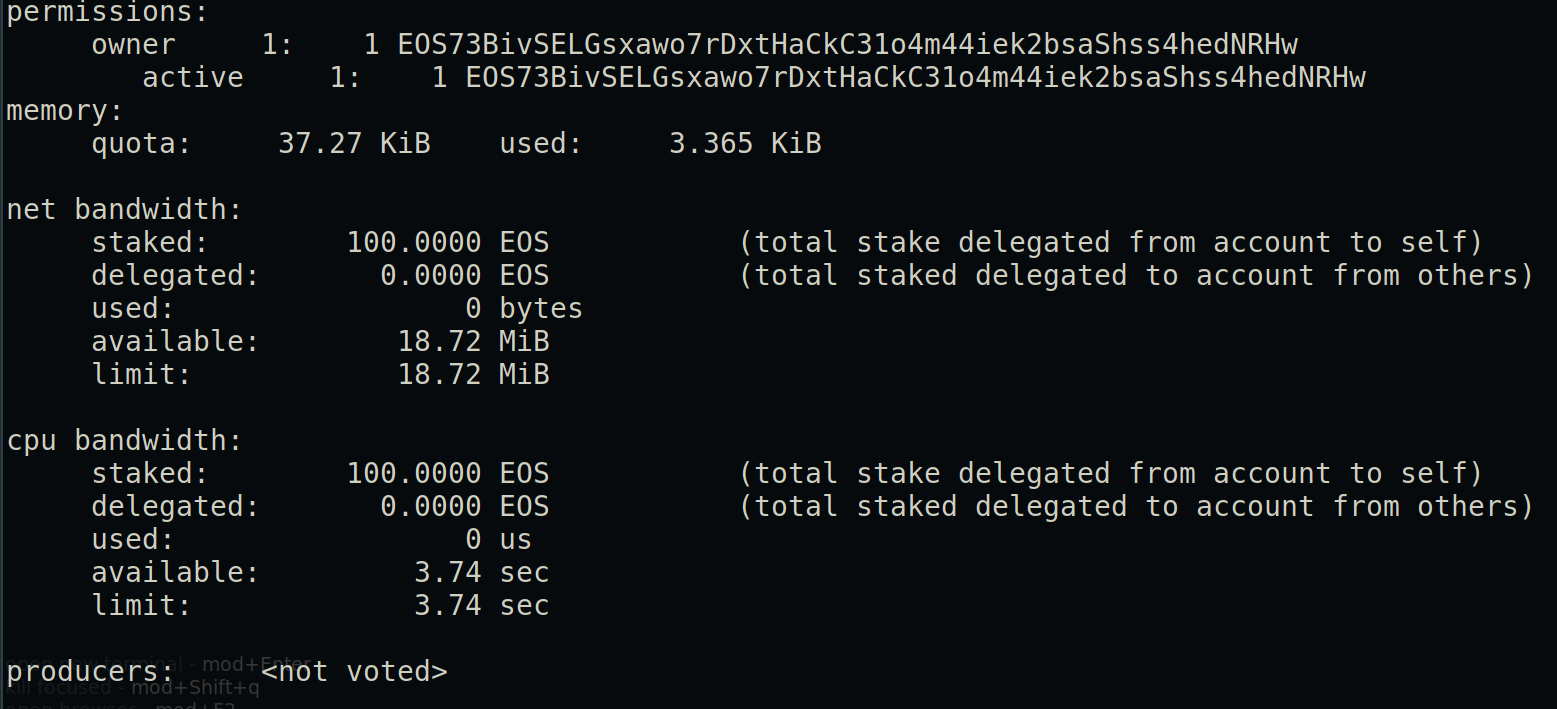 permissions:
owner 1: 1 EOS73BivSELGsxawo7rDxtHaCkC31o4m44iek2bsaShss4hedNRHw
active 1: 1 EOS73BivSELGsxawo7rDxtHaCkC31o4m44iek2bsaShss4hedNRHw
memory:
quota: 37.27 KiB used: 3.365 KiB
net bandwidth:
staked: 100.0000 EOS (total stake delegated from account to self)
delegated: 0.0000 EOS (total staked delegated to account from others)
used: 0 bytes
available: 18.72 MiB
limit: 18.72 MiB
cpu bandwidth:
staked: 100.0000 EOS (total stake delegated from account to self)
delegated: 0.0000 EOS (total staked delegated to account from others)
used: 0 us
available: 3.74 sec
limit: 3.74 sec
terminal - mod+Enter
producers: <not voted>
kill focused - mod+Shift+q
open browser - mod+F2